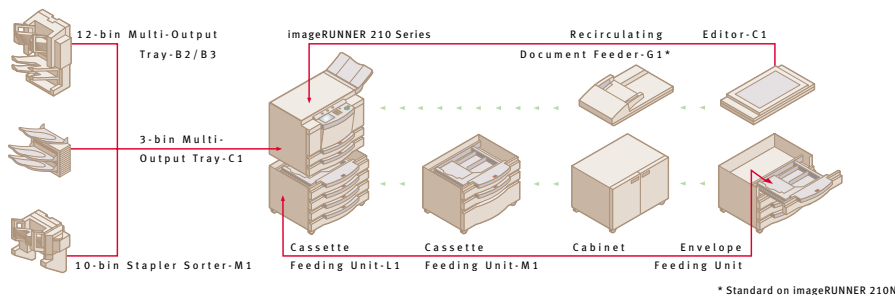 12-bin Multi-Output
Tray-B2/B3
imageRUNNER 210 Series
Recirculating
Document Feeder-G1*
Editor-C1
3-bin Multi-
Output Tray-C1
10-bin Stapler Sorter-M1
Cassette
Feeding Unit-L1
Cassette
Feeding Unit-M1
Cabinet
Envelope
Feeding Unit
* Standard on imageRUNNER 210N